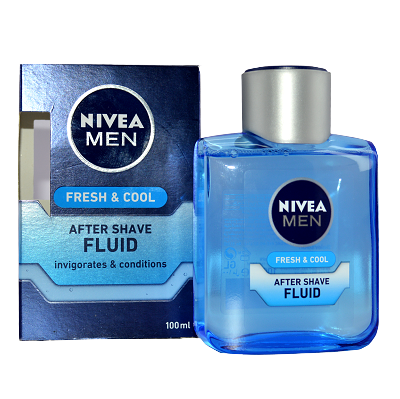 NIVEA
MEN
FRESH & COOL
AFTER SHAVE
FLUID
invigorates & conditions
100ml
NIVEA
MEN
FRESH & COOL
AFTER SHAVE
FLUID